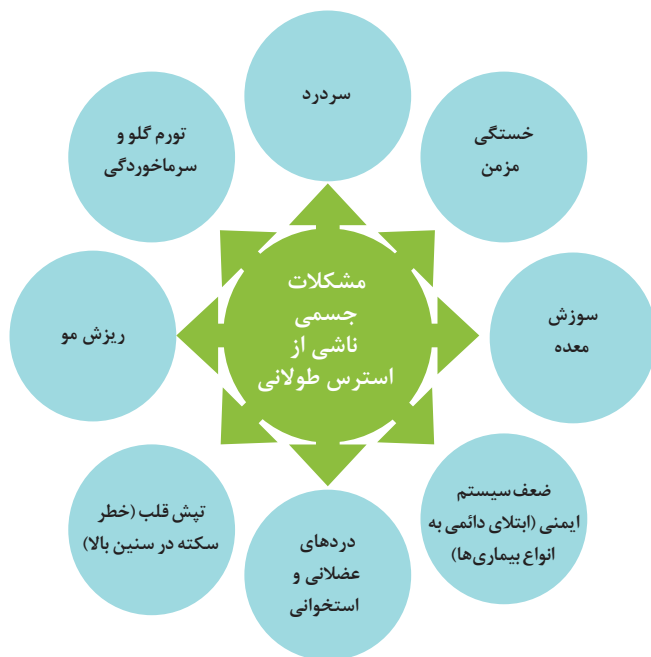 مشکلات
جسمی
ناشی از
استرس طولانی
سردرد
خستگی
مزمن
سوزش
معده
ضعف سیستم
ایمنی (ابتلای دائمی به
انواع بیماری‌ها)
دردهای
عضلانی و
استخوانی
تپش قلب (خطر
سکته در سنین بالا)
ریزش مو
تورم گلو و
سرماخوردگی